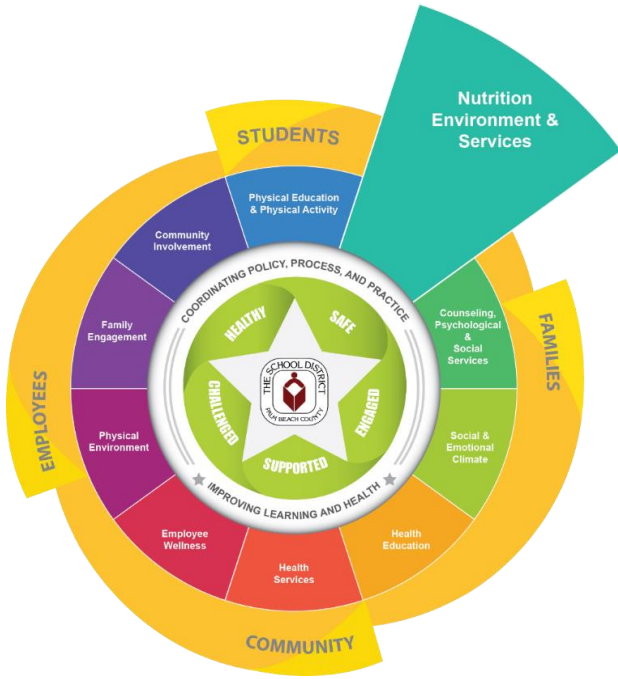 Nutrition
Environment &
Services
STUDENTS
Physical Education
& Physical Activity
Community
Involvement
COORDINATING POLICY, PROCESS, AND PRACTICE
HEALTHY
SAFE
Counseling,
Psychological
&
Social
Services
FAMILIES
Family
Engagement
EMPLOYEES
THE SCHOOL DISTRICT
PALM BEACH COUNTY
CHALLENGED
ENGAGED
SUPPORTED
Physical
Environment
Social &
Emotional
Climate
IMPROVING LEARNING AND HEALTH
Employee
Wellness
Health
Education
Health
Services
COMMUNITY